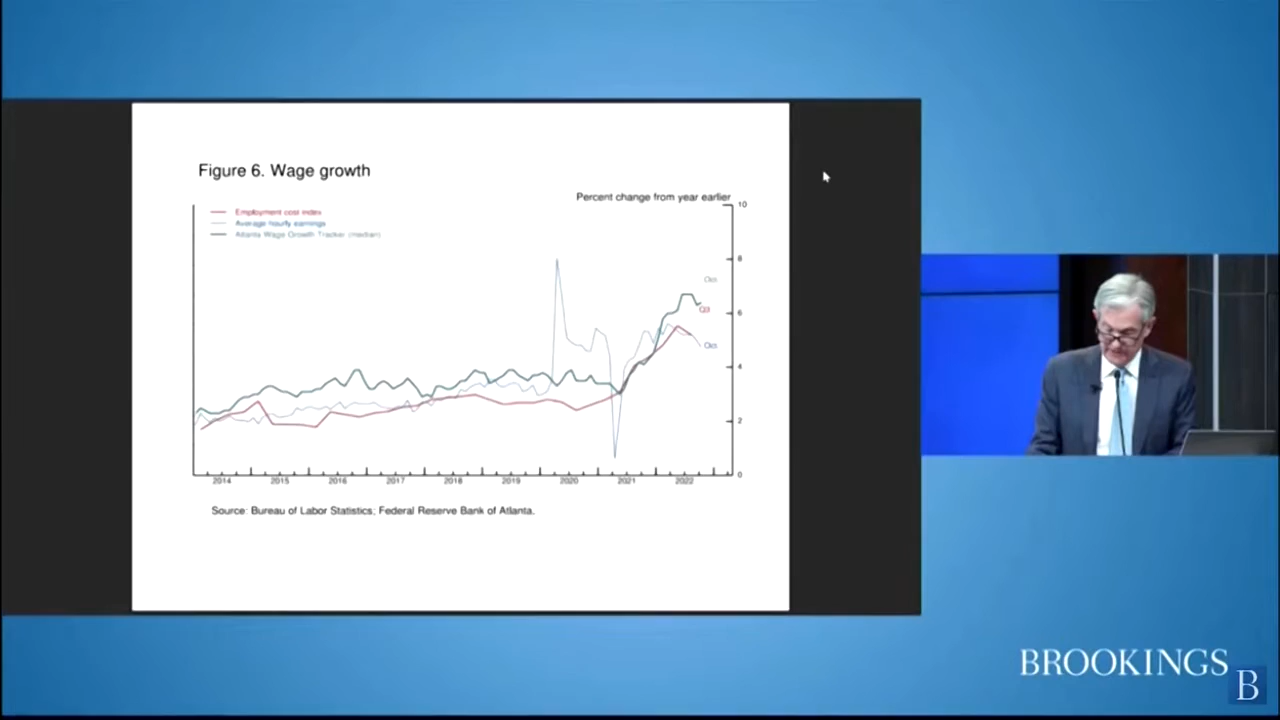 Figure 6. Wage growth
Percent change from year earlier
Employment cost index
Average hourly earnings
Atlanta Wage Growth Tracker (median)
10
8
Oct
6
Q3
Oct
4
2
0
2014 2015 2016 2017 2018 2019 2020 2021 2022
Source: Bureau of Labor Statistics; Federal Reserve Bank of Atlanta.
BROOKINGS
B